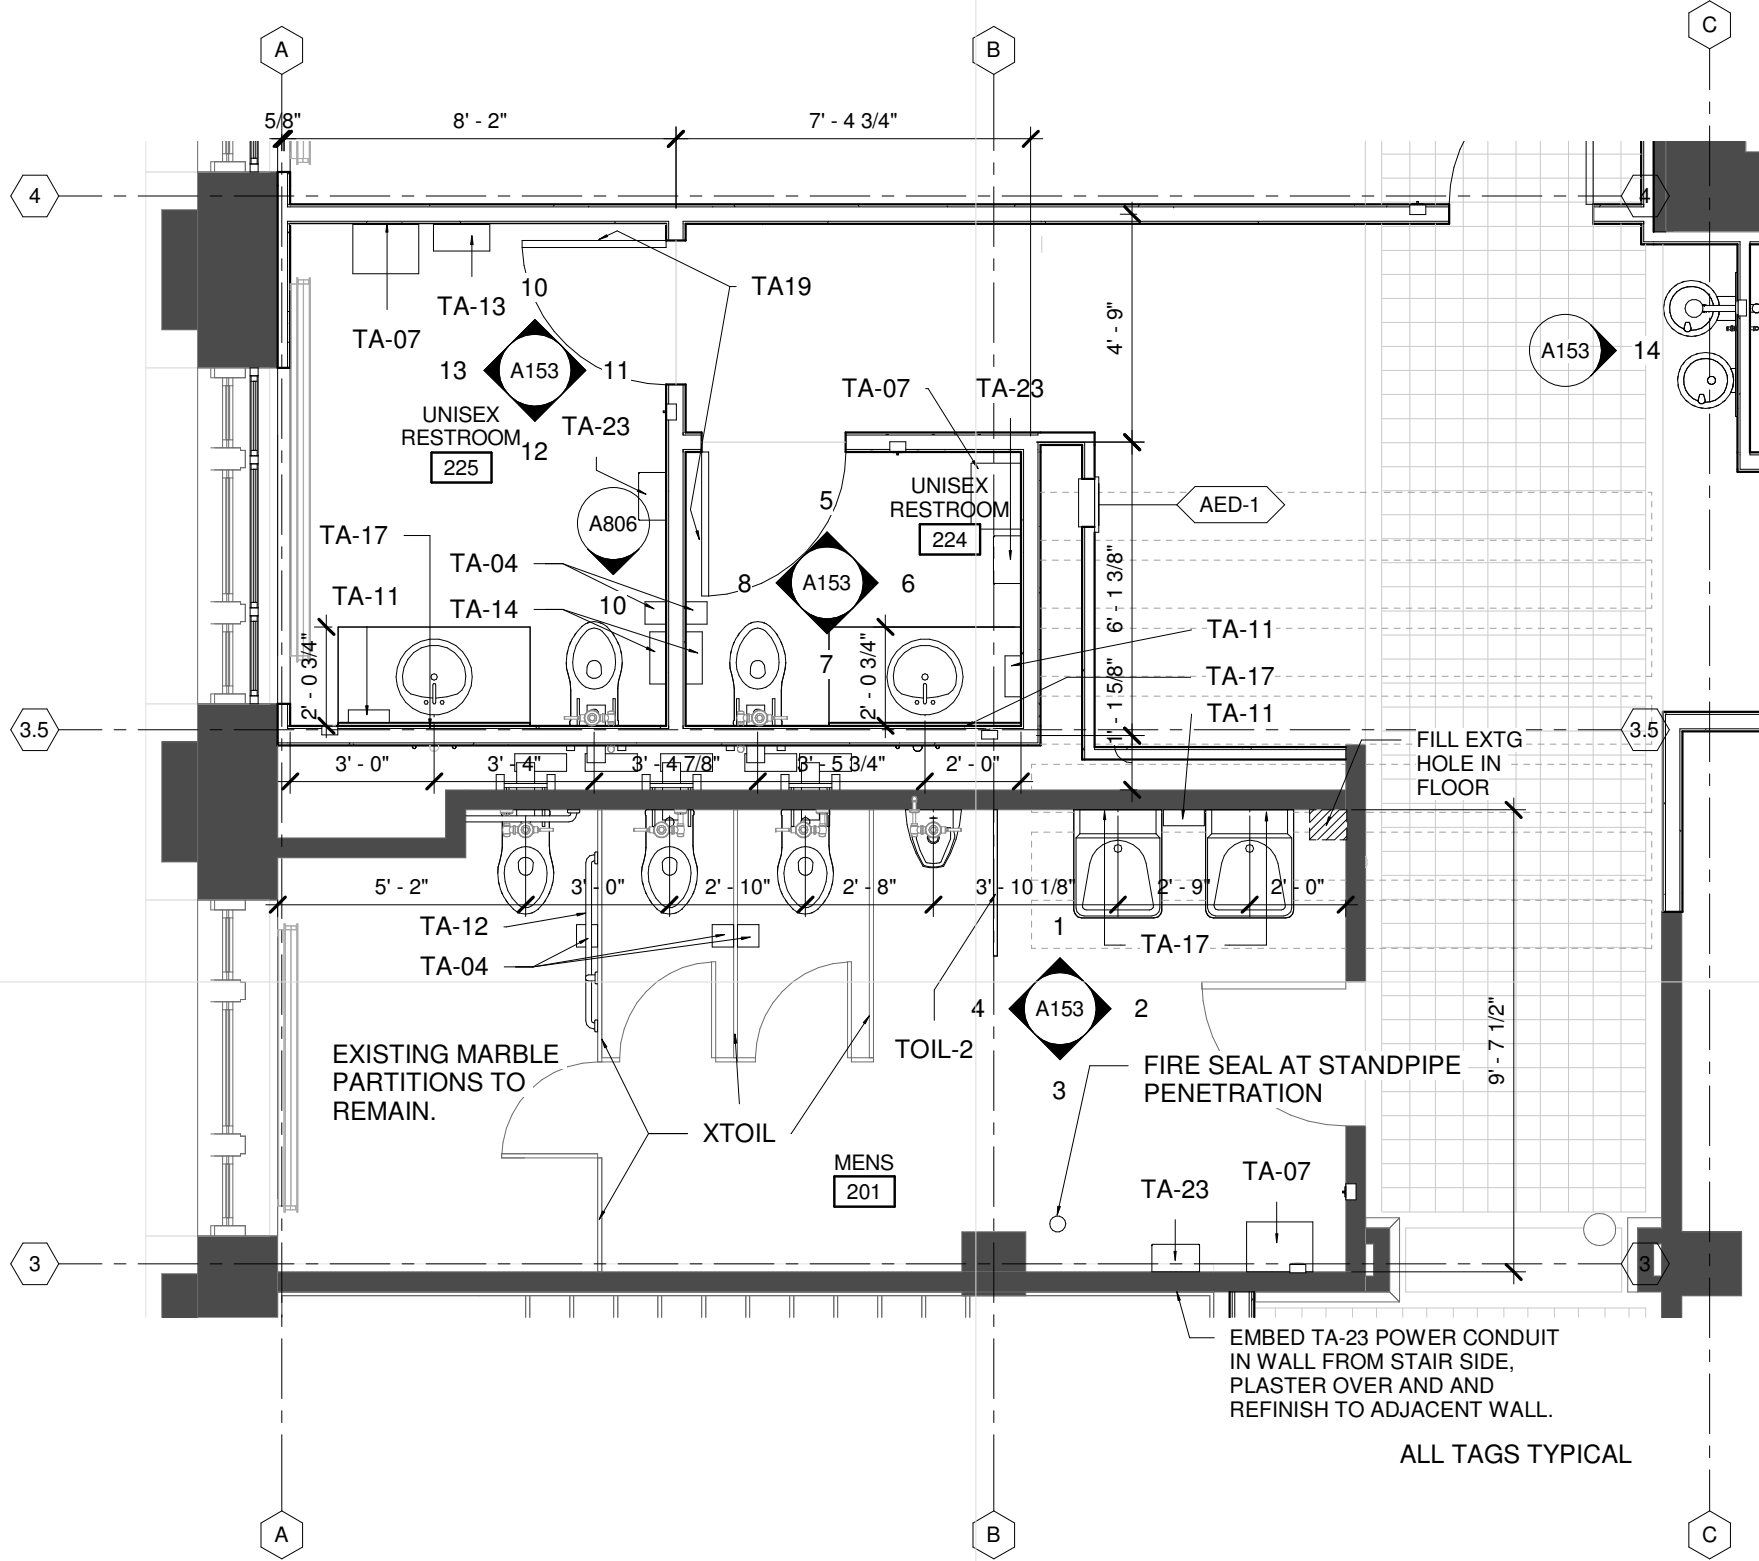 A
B
C
5/8"
8' - 2"
7' - 4 3/4"
4
4
TA19
10
TA-13
TA-07
4' - 9"
13
A153
11
A153
14
TA-07
TA-23
UNISEX
RESTROOM
225
12
TA-23
5
UNISEX
RESTROOM
224
AED-1
A806
TA-17
TA-04
8
A153
6
TA-11
TA-14
10
6' - 1 3/8"
TA-11
2' - 0 3/4"
7
2' - 0 3/4"
TA-17
1' - 1 5/8"
TA-11
3.5
3.5
FILL EXTG
HOLE IN
FLOOR
3' - 0"
3' - 4"
3' - 4 7/8"
3' - 5 3/4"
2' - 0"
5' - 2"
3' - 0"
2' - 10"
2' - 8"
3' - 10 1/8"
2' - 9"
2' - 0"
TA-12
1
TA-17
TA-04
4
A153
2
9' - 7 1/2"
TOIL-2
EXISTING MARBLE
PARTITIONS TO
REMAIN.
FIRE SEAL AT STANDPIPE
PENETRATION
3
XTOIL
MENS
201
TA-23
TA-07
3
3
EMBED TA-23 POWER CONDUIT
IN WALL FROM STAIR SIDE,
PLASTER OVER AND AND
REFINISH TO ADJACENT WALL.
ALL TAGS TYPICAL
A
B
C